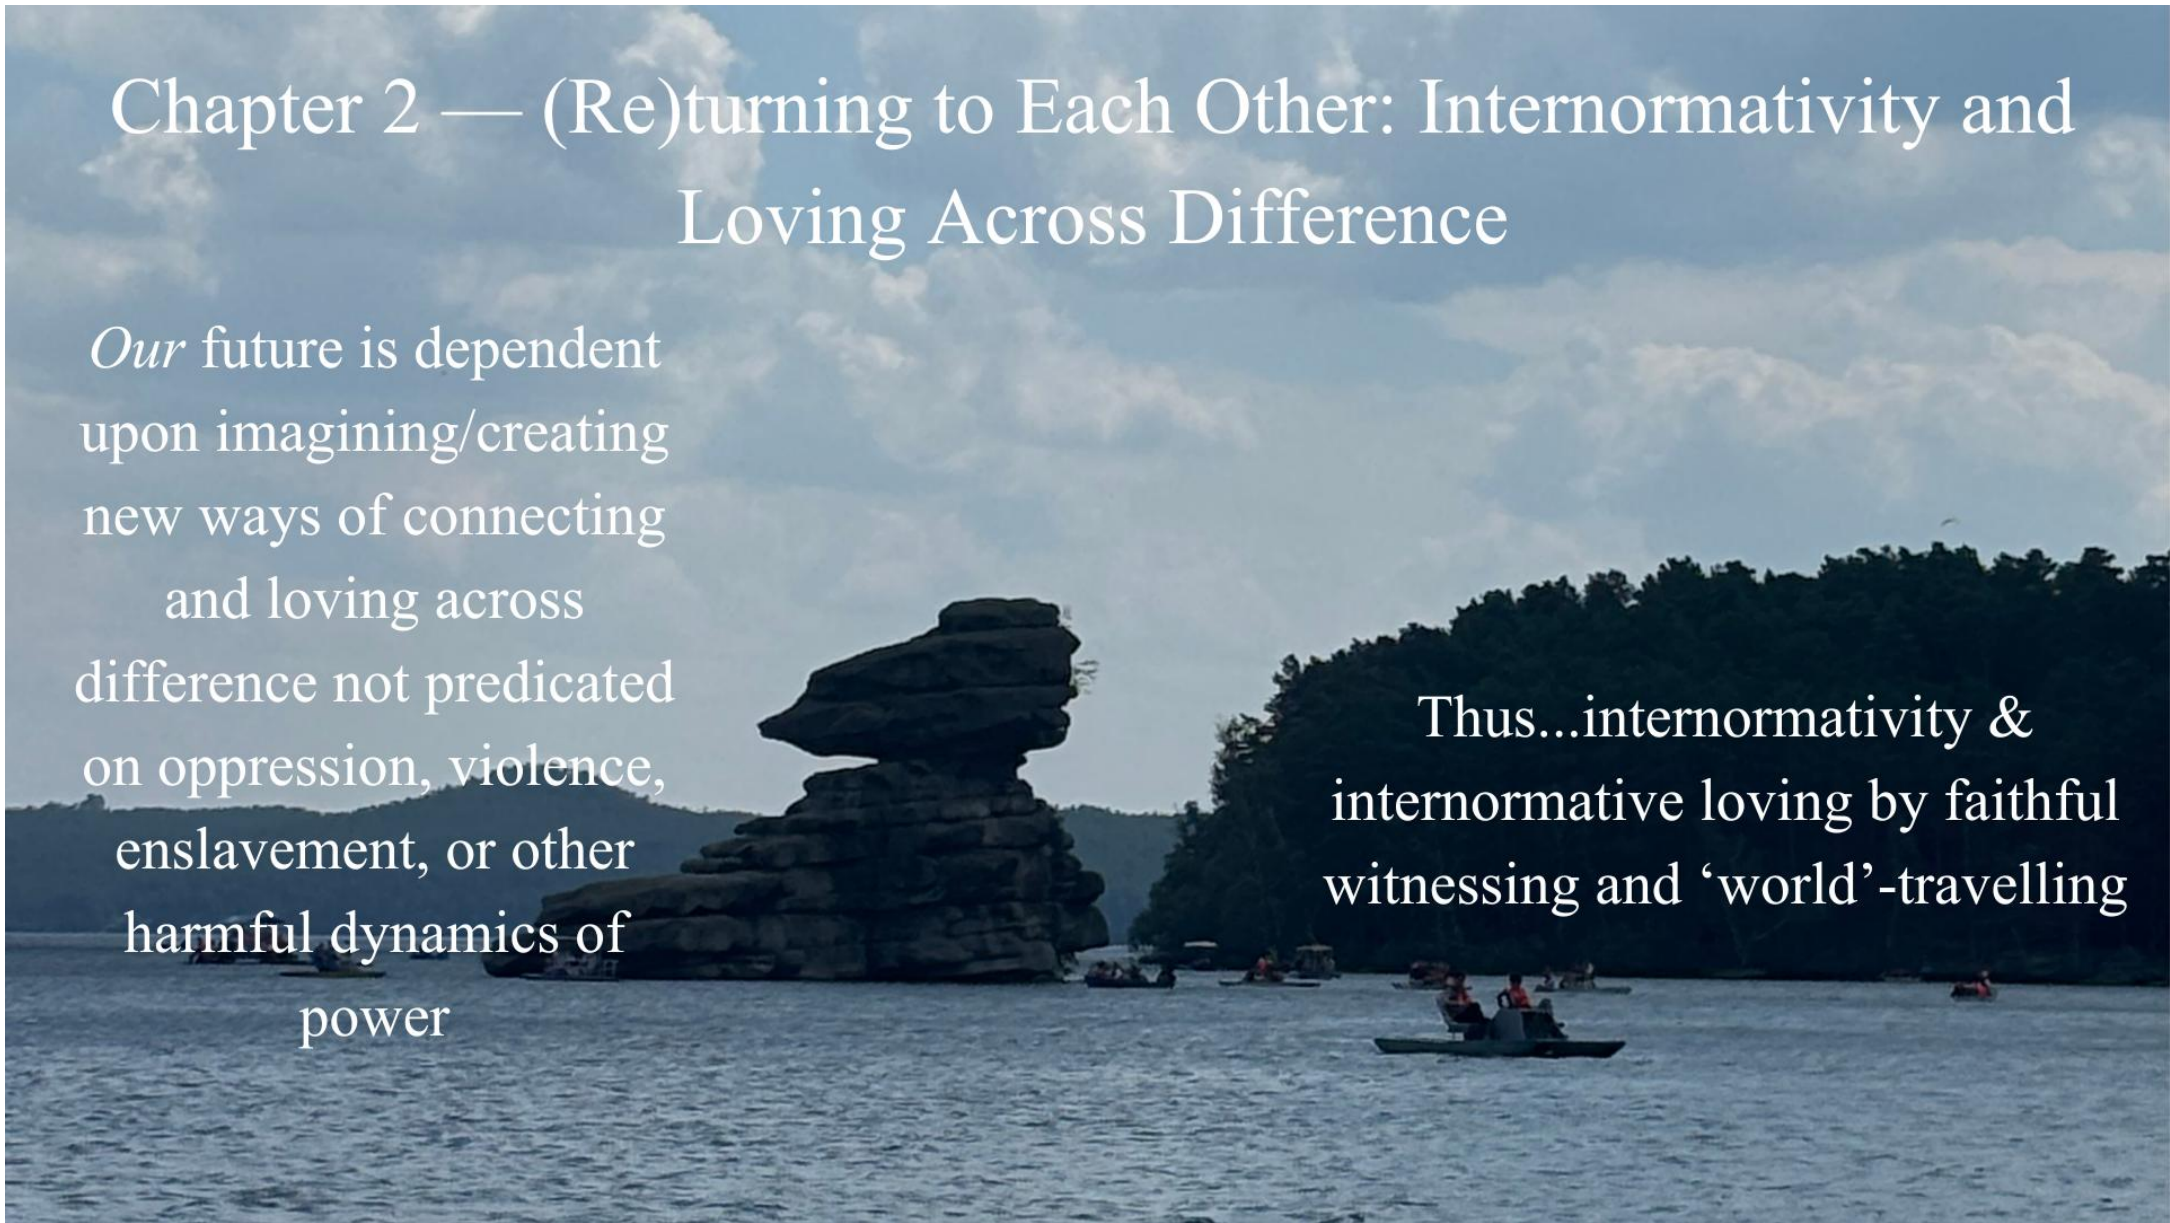 Chapter 2 — (Re)turning to Each Other: Internormativity and
Loving Across Difference
Our future is dependent
upon imagining/creating
new ways of connecting
and loving across
difference not predicated
on oppression, violence,
enslavement, or other
harmful dynamics of
power
Thus...internormativity &
internormative loving by faithful
witnessing and ‘world’-travelling